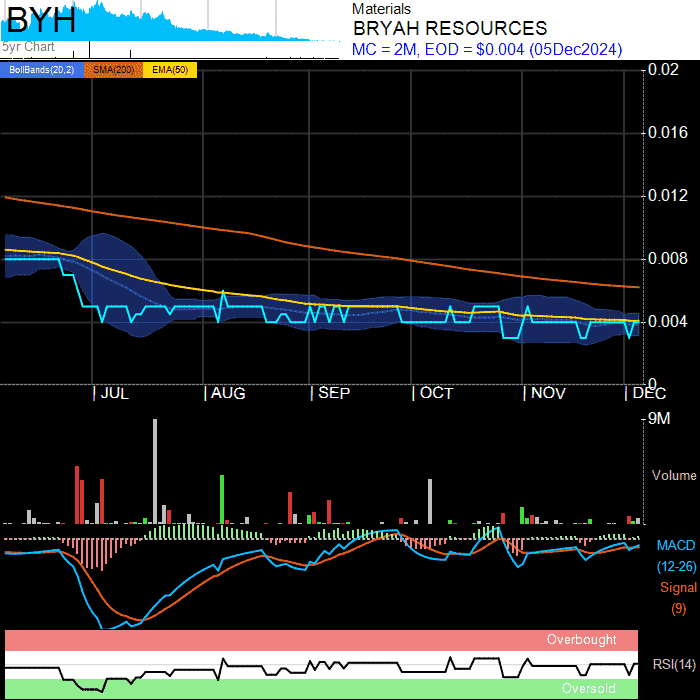 BYH
5yr Chart
Materials
BRYAH RESOURCES
MC = 2M, EOD = $0.004 (05Dec2024)
BollBands(20,2) SMA(200) EMA(50)
0.02
0.016
0.012
0.008
0.004
0
JUL AUG SEP OCT NOV DEC
9M
Volume
MACD
(12-26)
Signal
(9)
Overbought
RSI(14)
Oversold